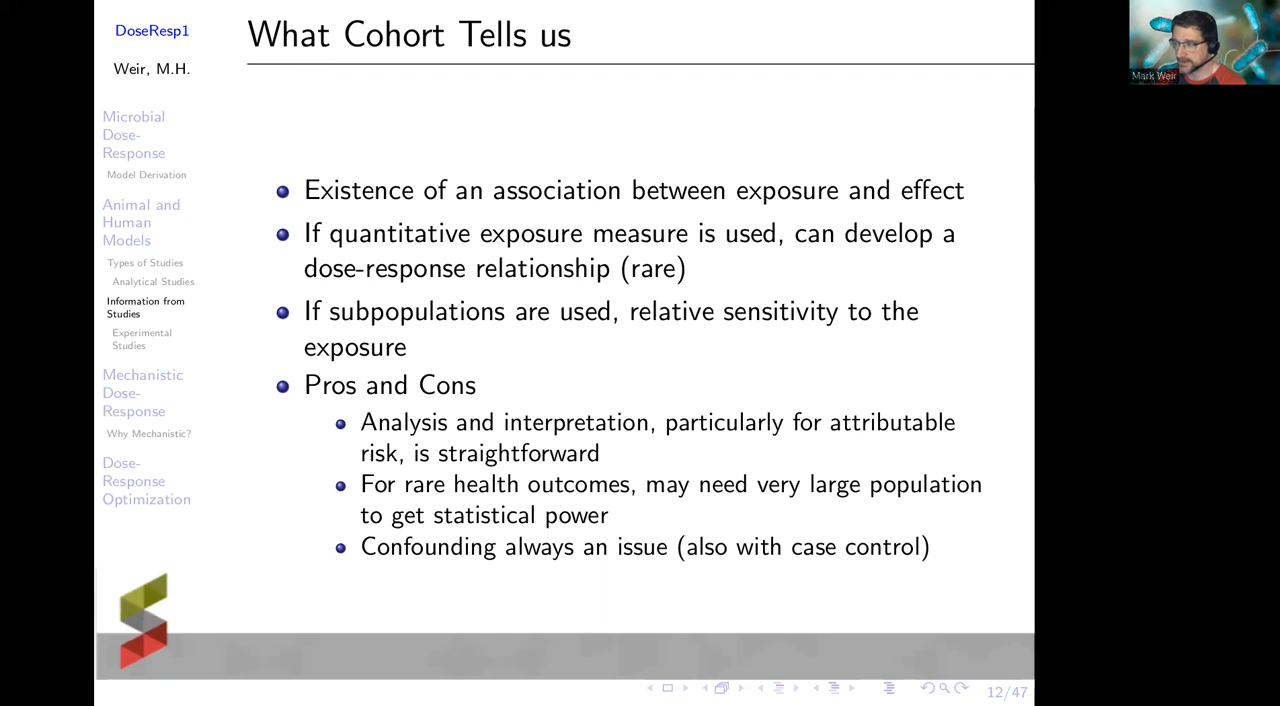 DoseResp1
Weir, M.H.
Microbial
Dose-
Response
Model Derivation
Animal and
Human
Models
Types of Studies
Analytical Studies
Information from
Studies
Experimental
Studies
Mechanistic
Dose-
Response
Why Mechanistic?
Dose-
Response
Optimization
What Cohort Tells us
Existence of an association between exposure and effect
If quantitative exposure measure is used, can develop a
dose-response relationship (rare)
If subpopulations are used, relative sensitivity to the
exposure
Pros and Cons
Analysis and interpretation, particularly for attributable
risk, is straightforward
For rare health outcomes, may need very large population
to get statistical power
Confounding always an issue (also with case control)
12/47
Mark Weir